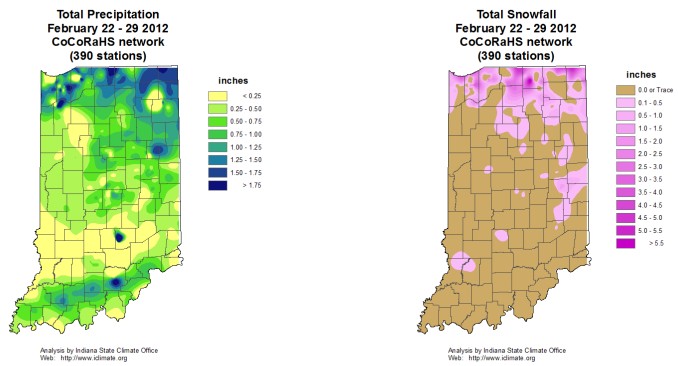 Total Precipitation
February 22 - 29 2012
CoCoRaHS network
(390 stations)
inches
< 0.25
0.25 - 0.50
0.50 - 0.75
0.75 - 1.00
1.00 - 1.25
1.25 - 1.50
1.50 - 1.75
> 1.75
Analysis by Indiana State Climate Office
Web: http://www.iclimate.org
Total Snowfall
February 22 - 29 2012
CoCoRaHS network
(390 stations)
inches
0.0 or Trace
0.1 - 0.5
0.5 - 1.0
1.0 - 1.5
1.5 - 2.0
2.0 - 2.5
2.5 - 3.0
3.0 - 3.5
3.5 - 4.0
4.0 - 4.5
4.5 - 5.0
5.0 - 5.5
> 5.5
Analysis by Indiana State Climate Office
Web: http://www.iclimate.org